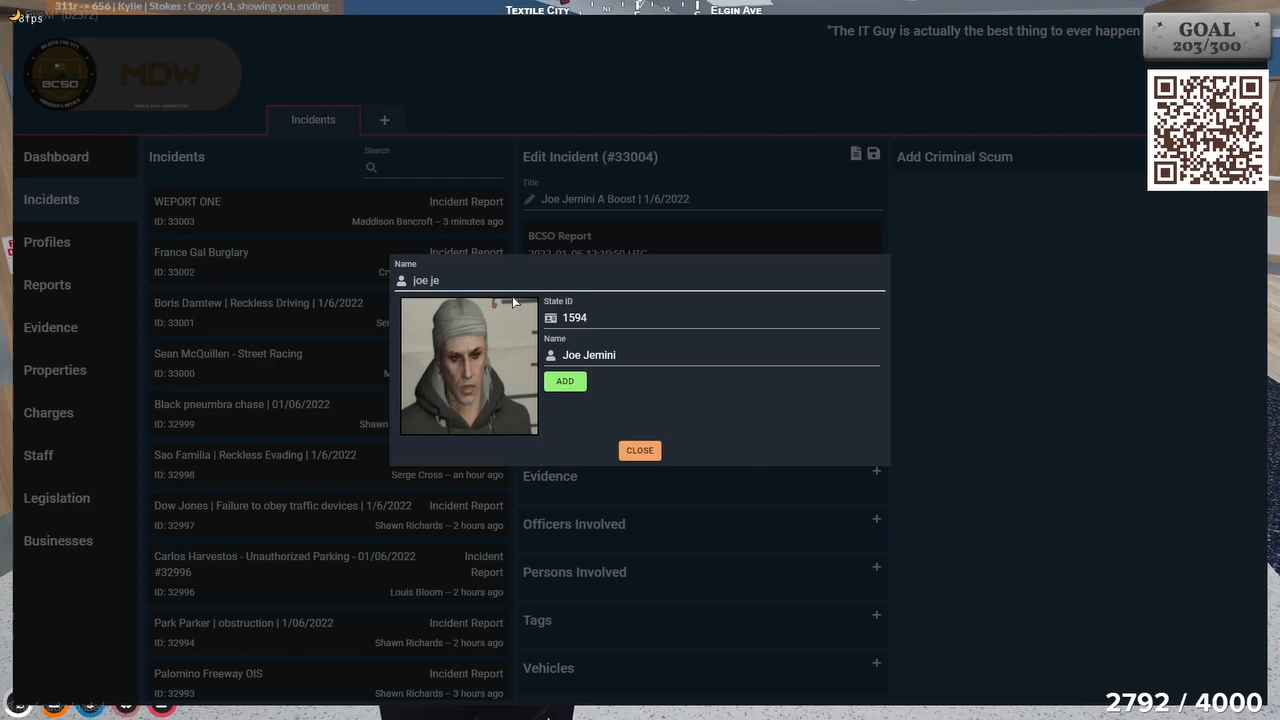 311r -> 656 | Kylie | Stokes : Copy 614, showing you ending
TEXTILE CITY
ELGIN AVE
"The IT Guy is actually the best thing to ever happen
GOAL
203/300
BCSO
MDW
Incidents
+
Dashboard
Incidents
Profiles
Reports
Evidence
Properties
Charges
Staff
Legislation
Businesses
Incidents
Search
WEPORT ONE Incident Report
ID: 33003 Maddison Bancroft – 3 minutes ago
France Gal Burglary Incident Report
ID: 33002
Boris Damtew | Reckless Driving | 1/6/2022
ID: 33001
Sean McQuillen - Street Racing
ID: 33000
Black pneumbra chase | 01/06/2022
ID: 32999 Shawn
Sao Familia | Reckless Evading | 1/6/2022
ID: 32998 Serge Cross – an hour ago
Dow Jones | Failure to obey traffic devices | 1/6/2022 Incident Report
ID: 32997 Shawn Richards – 2 hours ago
Carlos Harvestos - Unauthorized Parking - 01/06/2022 Incident
#32996 Report
ID: 32996 Louis Bloom – 2 hours ago
Park Parker | obstruction | 1/06/2022 Incident Report
ID: 32994 Shawn Richards – 2 hours ago
Palomino Freeway OIS Incident Report
ID: 32993 Shawn Richards – 3 hours ago
Edit Incident (#33004)
Title
Joe Jemini A Boost | 1/6/2022
BCSO Report
2022-01-06 12:10:50 UTC
Name
joe je
State ID
1594
Name
Joe Jemini
ADD
CLOSE
Evidence +
Officers Involved +
Persons Involved +
Tags +
Vehicles +
Add Criminal Scum
2792 / 4000